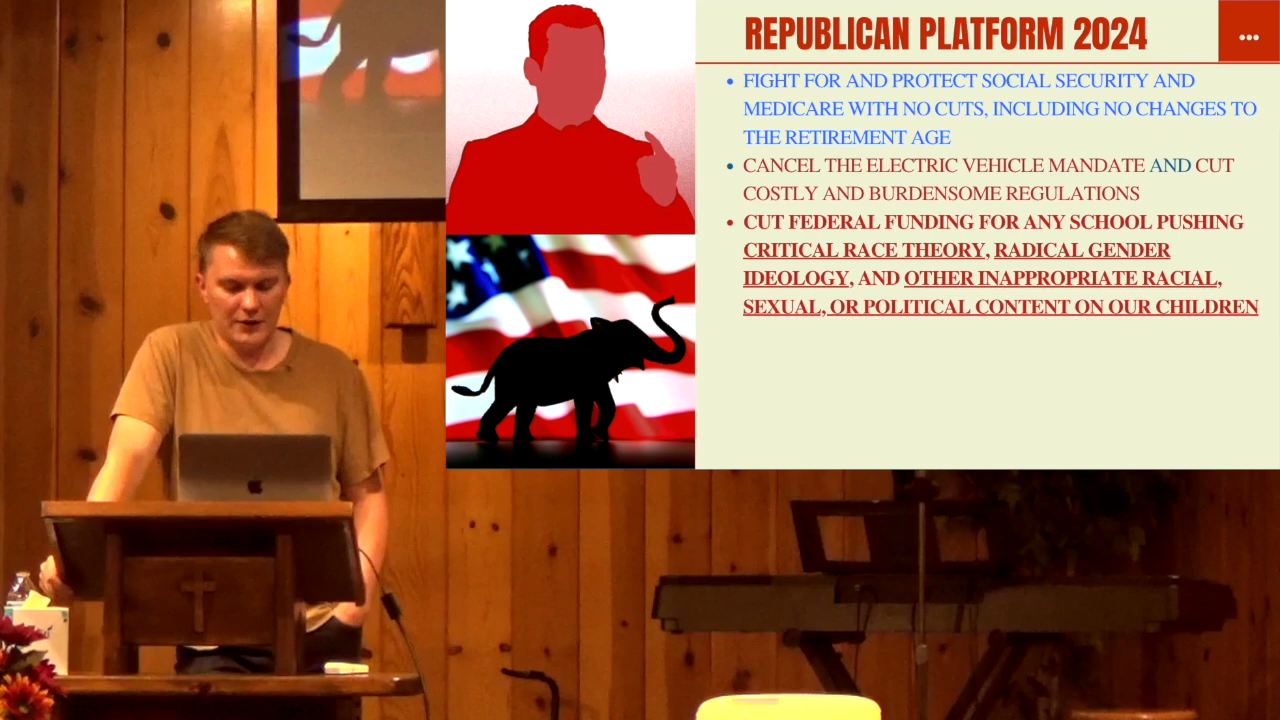 REPUBLICAN PLATFORM 2024
...
• FIGHT FOR AND PROTECT SOCIAL SECURITY AND
MEDICARE WITH NO CUTS, INCLUDING NO CHANGES TO
THE RETIREMENT AGE
• CANCEL THE ELECTRIC VEHICLE MANDATE AND CUT
COSTLY AND BURDENSOME REGULATIONS
• CUT FEDERAL FUNDING FOR ANY SCHOOL PUSHING
CRITICAL RACE THEORY, RADICAL GENDER
IDEOLOGY, AND OTHER INAPPROPRIATE RACIAL,
SEXUAL, OR POLITICAL CONTENT ON OUR CHILDREN